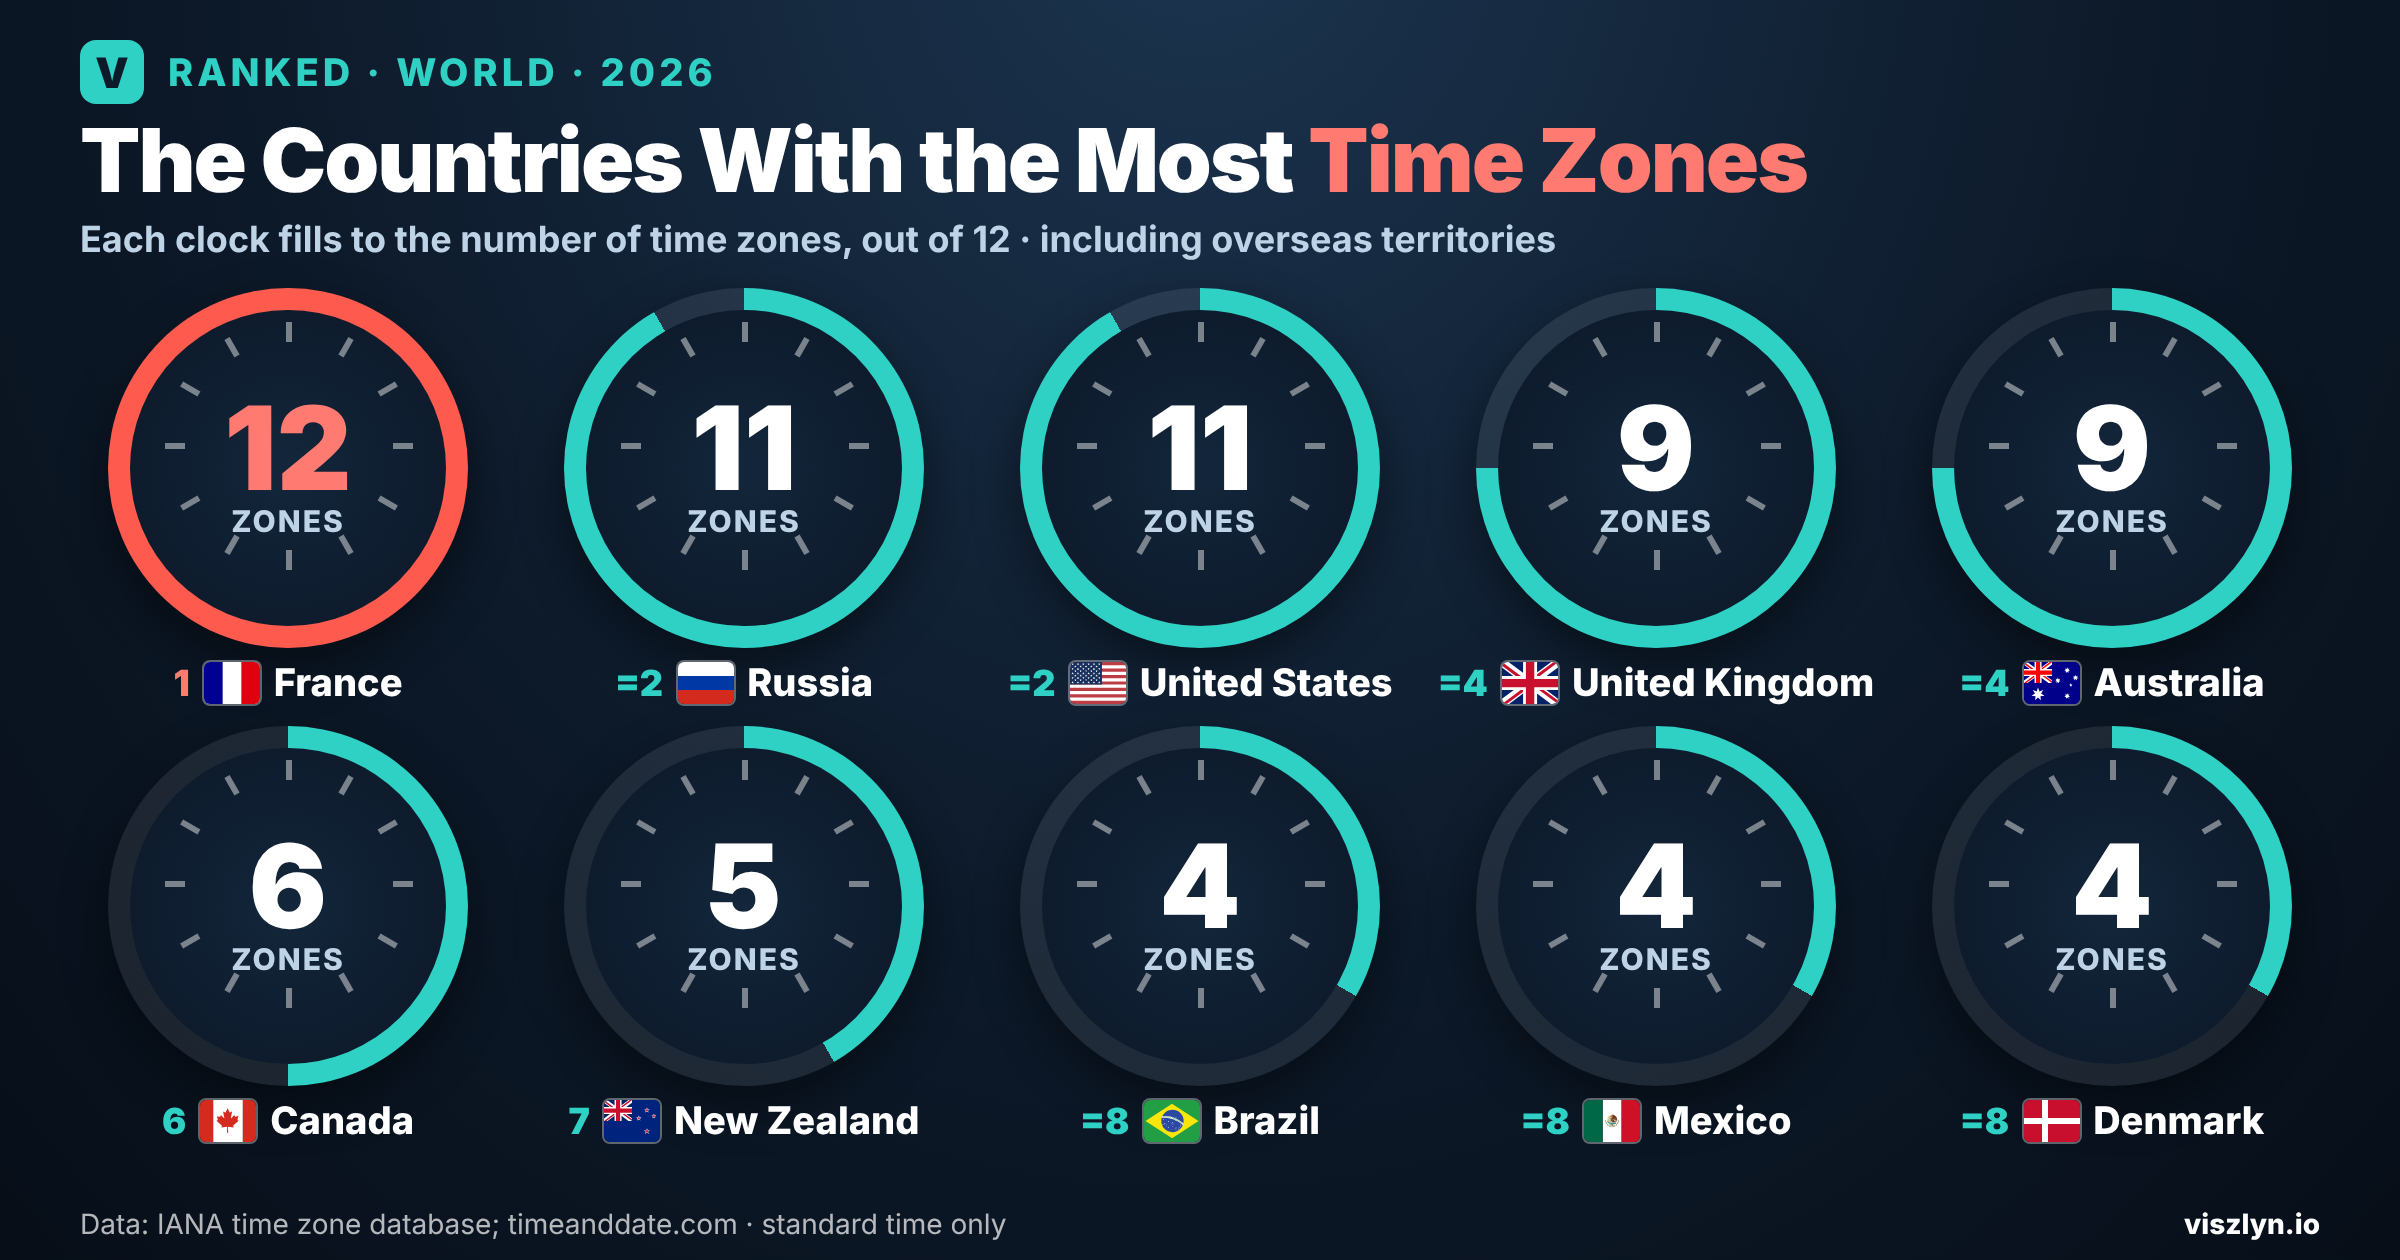 V RANKED · WORLD · 2026
The Countries With the Most Time Zones
Each clock fills to the number of time zones, out of 12 · including overseas territories
12 11 11 9 9
ZONES ZONES ZONES ZONES ZONES
1 France =2 Russia =2 United States =4 United Kingdom =4 Australia
6 5 4 4 4
ZONES ZONES ZONES ZONES ZONES
6 Canada 7 New Zealand =8 Brazil =8 Mexico =8 Denmark
Data: IANA time zone database; timeanddate.com · standard time only viszlyn.io